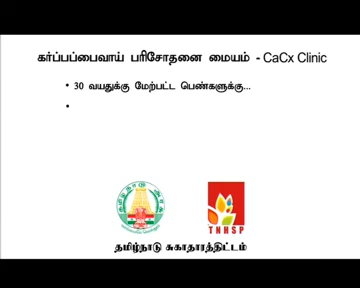 கர்ப்பப்பைவாய் பரிசோதனை மையம் - CaCx Clinic
• 30 வயதுக்கு மேற்பட்ட பெண்களுக்கு...
•
TNHSP
தமிழ்நாடு சுகாதாரத்திட்டம்